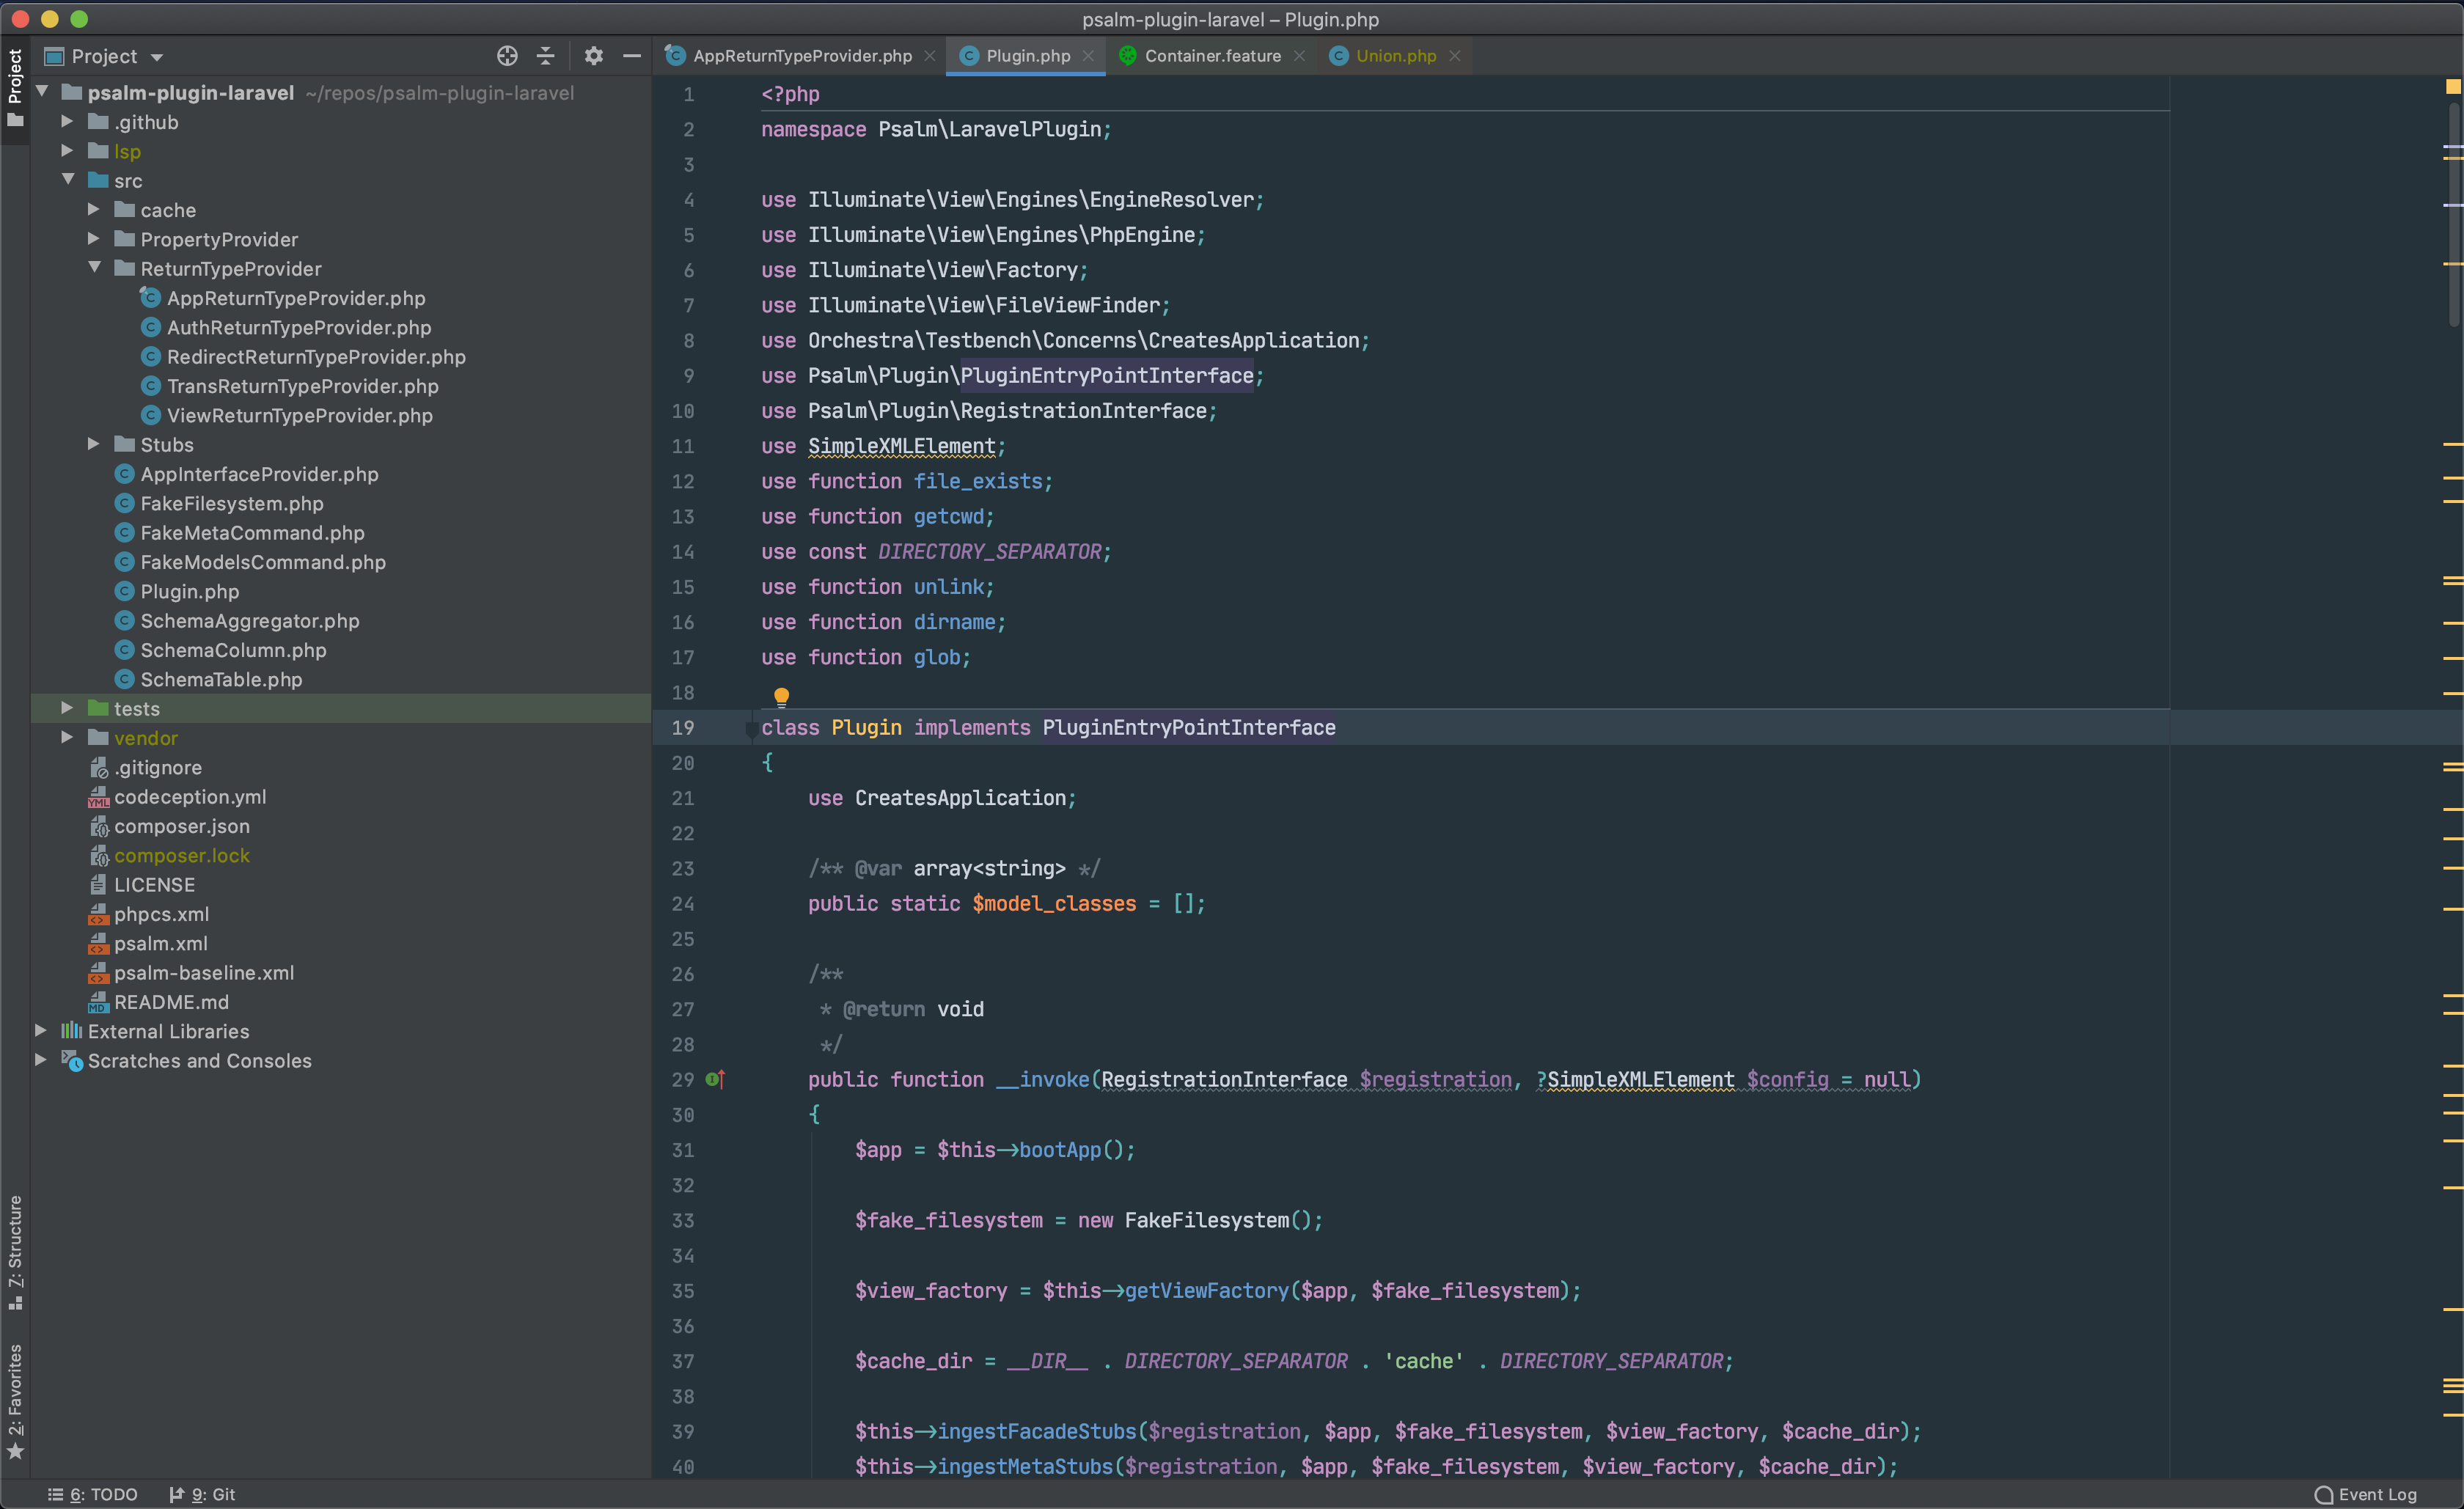 psalm-plugin-laravel – Plugin.php
Project
Project
psalm-plugin-laravel ~/repos/psalm-plugin-laravel
.github
lsp
src
cache
PropertyProvider
ReturnTypeProvider
AppReturnTypeProvider.php
AuthReturnTypeProvider.php
RedirectReturnTypeProvider.php
TransReturnTypeProvider.php
ViewReturnTypeProvider.php
Stubs
AppInterfaceProvider.php
FakeFilesystem.php
FakeMetaCommand.php
FakeModelsCommand.php
Plugin.php
SchemaAggregator.php
SchemaColumn.php
SchemaTable.php
tests
vendor
.gitignore
codeception.yml
composer.json
composer.lock
LICENSE
phpcs.xml
psalm.xml
psalm-baseline.xml
README.md
External Libraries
Scratches and Consoles
7: Structure
2: Favorites
AppReturnTypeProvider.php Plugin.php Container.feature Union.php
1 <?php
2 namespace Psalm\LaravelPlugin;
3
4 use Illuminate\View\Engines\EngineResolver;
5 use Illuminate\View\Engines\PhpEngine;
6 use Illuminate\View\Factory;
7 use Illuminate\View\FileViewFinder;
8 use Orchestra\Testbench\Concerns\CreatesApplication;
9 use Psalm\Plugin\PluginEntryPointInterface;
10 use Psalm\Plugin\RegistrationInterface;
11 use SimpleXMLElement;
12 use function file_exists;
13 use function getcwd;
14 use const DIRECTORY_SEPARATOR;
15 use function unlink;
16 use function dirname;
17 use function glob;
18
19 class Plugin implements PluginEntryPointInterface
20 {
21     use CreatesApplication;
22
23     /** @var array<string> */
24     public static $model_classes = [];
25
26     /**
27      * @return void
28      */
29     public function __invoke(RegistrationInterface $registration, ?SimpleXMLElement $config = null)
30     {
31         $app = $this->bootApp();
32
33         $fake_filesystem = new FakeFilesystem();
34
35         $view_factory = $this->getViewFactory($app, $fake_filesystem);
36
37         $cache_dir = __DIR__ . DIRECTORY_SEPARATOR . 'cache' . DIRECTORY_SEPARATOR;
38
39         $this->ingestFacadeStubs($registration, $app, $fake_filesystem, $view_factory, $cache_dir);
40         $this->ingestMetaStubs($registration, $app, $fake_filesystem, $view_factory, $cache_dir);
6: TODO 9: Git Event Log